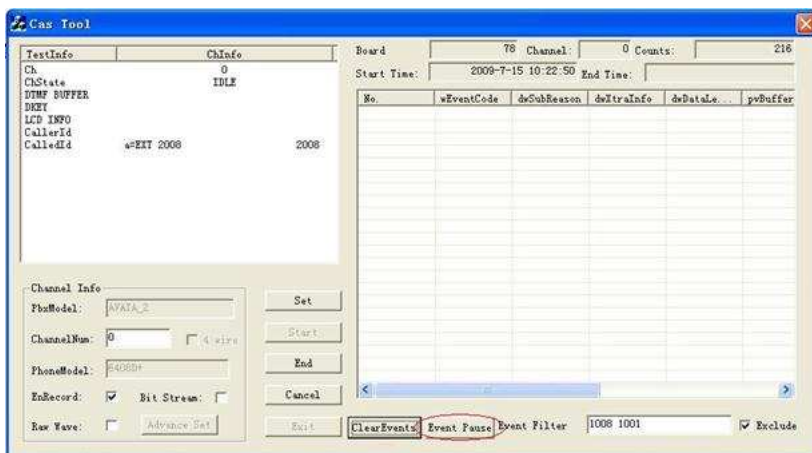 Cas Tool
TestInfo ChInfo
Ch 0
ChState IDLE
DTMF BUFFER
DKEY
LCD INFO
CallerId
CalledId a=EXT 2008 2008
Board 78 Channel: 0 Counts: 216
Start Time: 2009-7-15 10:22:50 End Time:
No. wEventCode dwSubReason dwXtraInfo dwDataLe... pvBuffer
Channel Info
PbxModel: AVAYA_2
ChannelNum: 0 4 wire
PhoneModel: 6408D+
EnRecord: Bit Stream:
Raw Wave: Advance Set
Set
Start
End
Cancel
Exit
ClearEvents Event Pause Event Filter 1008 1001 Exclude